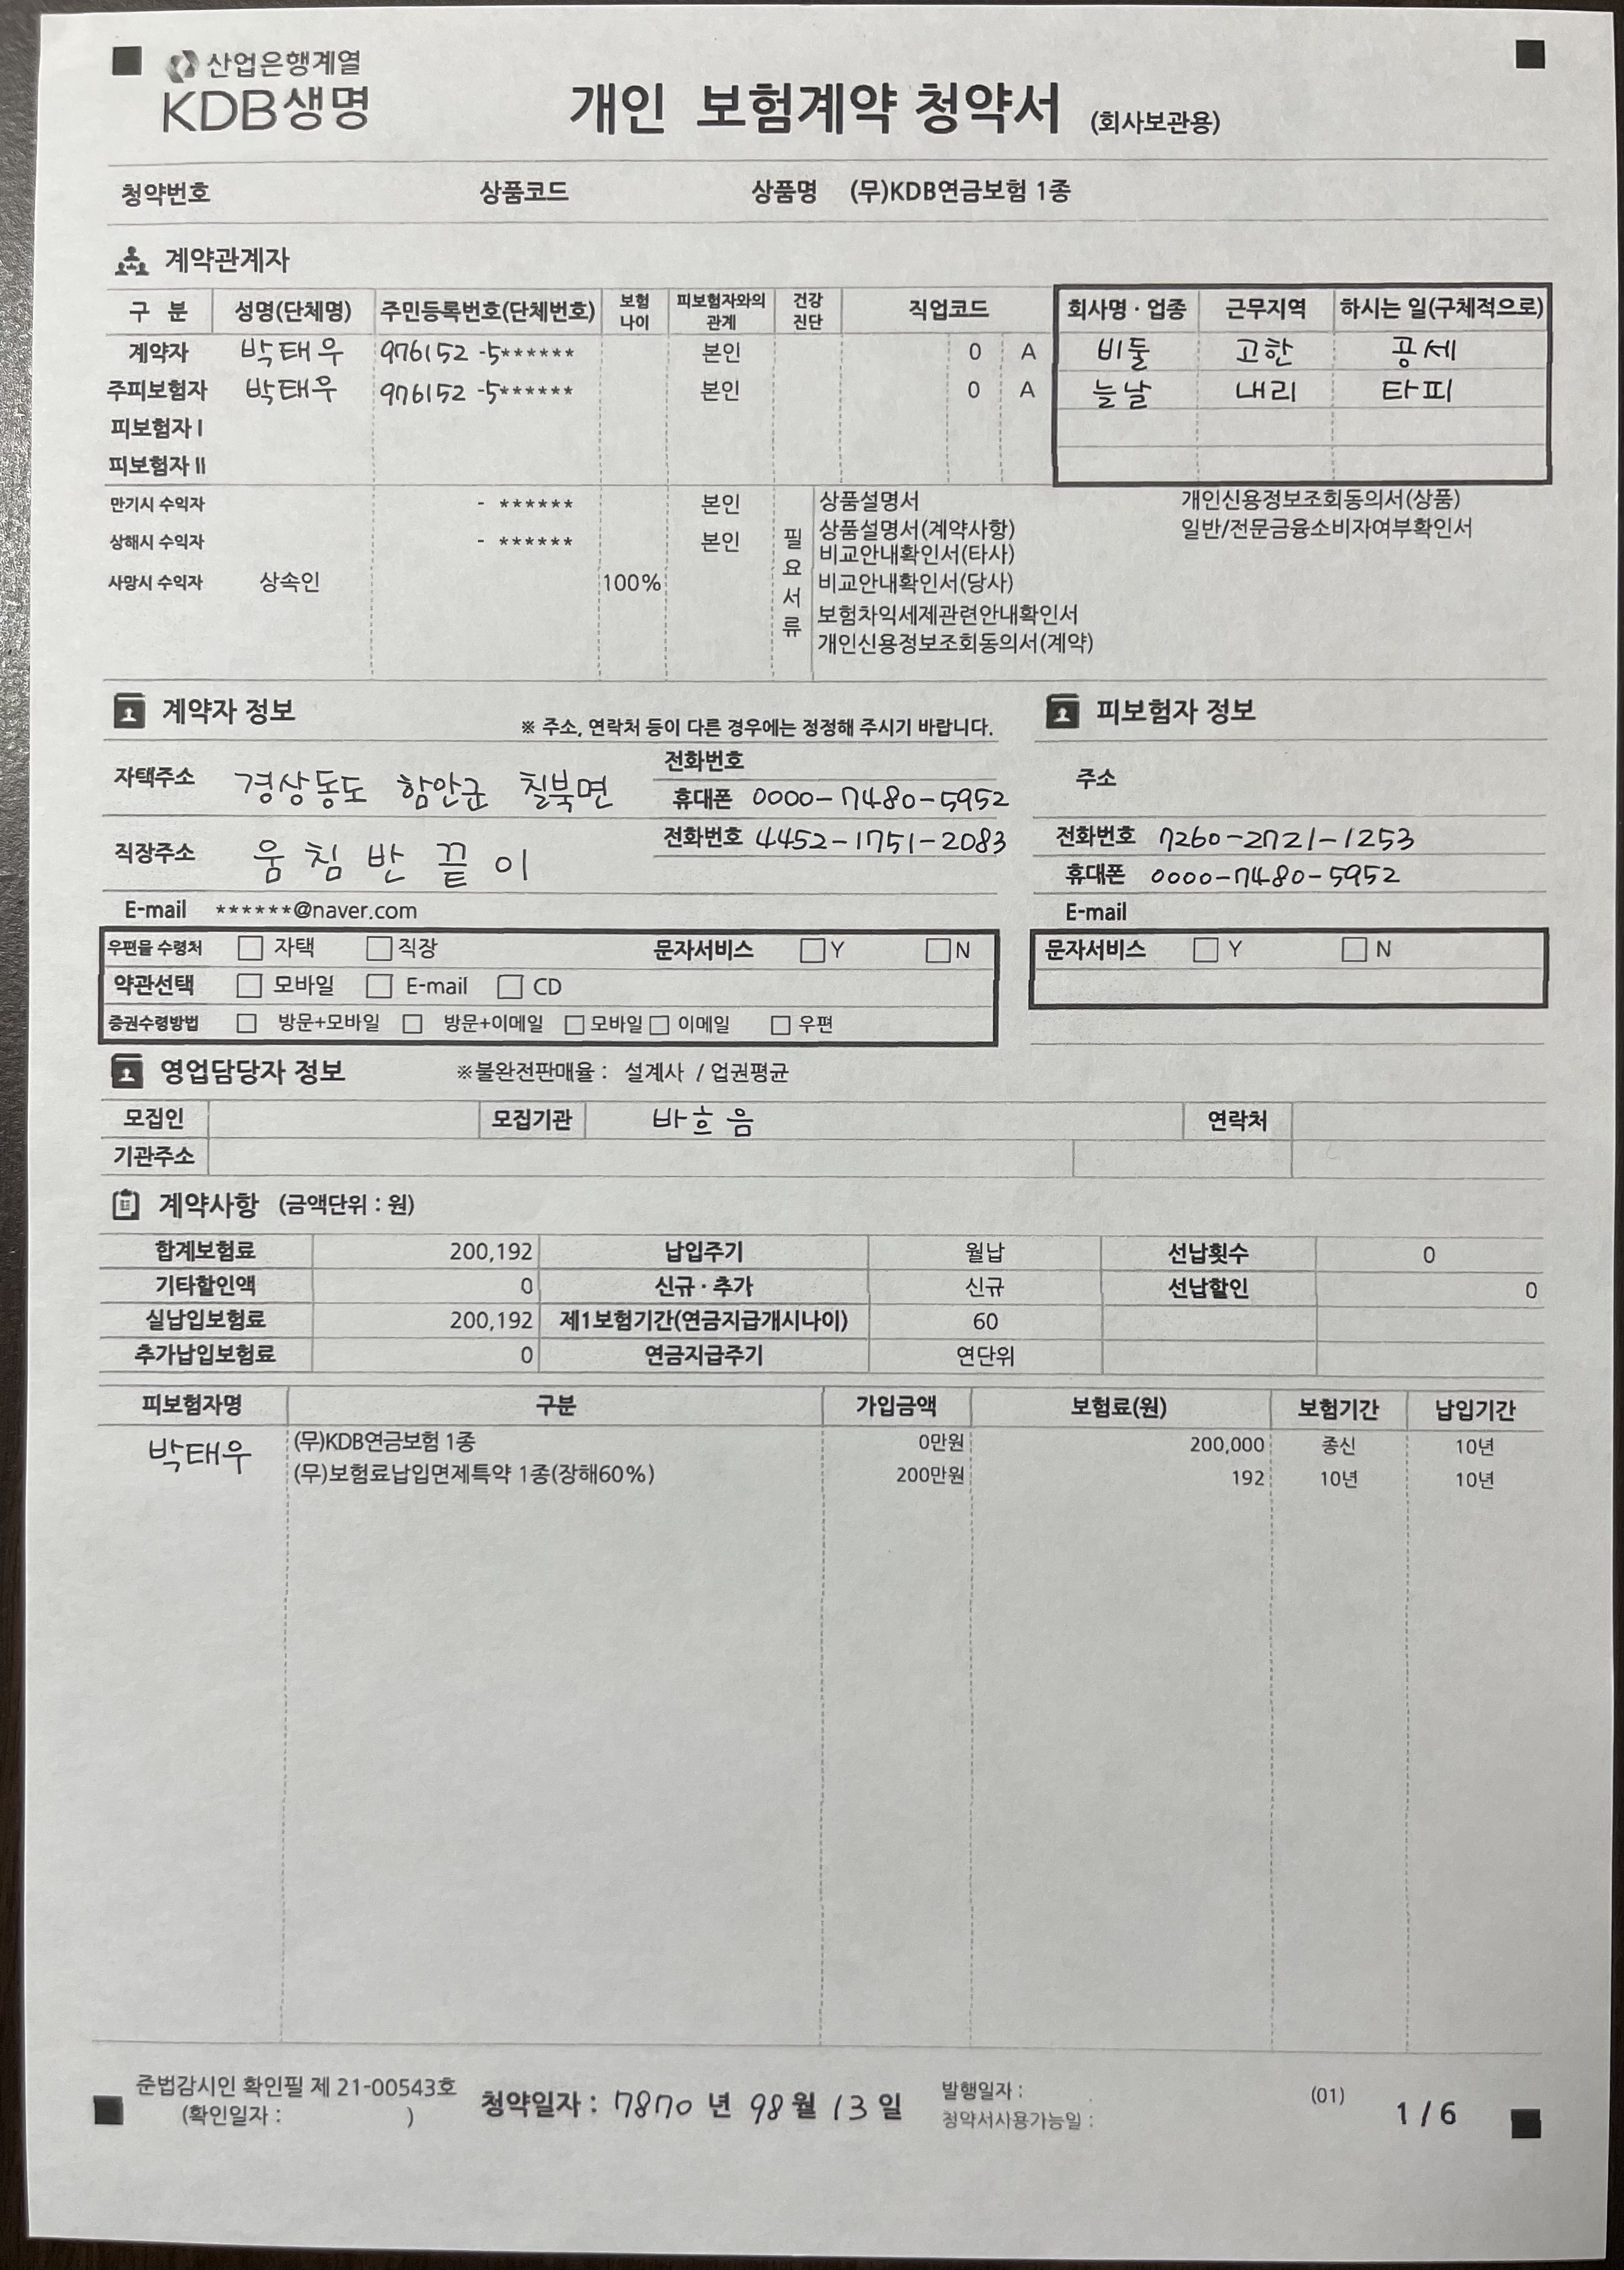 산업은행계열
KDB생명
개인 보험계약 청약서 (회사보관용)
청약번호 상품코드 상품명 (무)KDB연금보험 1종
계약관계자
구 분 성명(단체명) 주민등록번호(단체번호) 보험나이 피보험자와의 관계 건강진단 직업코드 회사명·업종 근무지역 하시는 일(구체적으로)
계약자 박태우 976152 -5****** 본인 0 A 비둘 고한 공세
주피보험자 박태우 976152 -5****** 본인 0 A 늘날 내리 타피
피보험자 I
피보험자 II
만기시 수익자 - ****** 본인
상해시 수익자 - ****** 본인
사망시 수익자 상속인 100%
필요서류
상품설명서 개인신용정보조회동의서(상품)
상품설명서(계약사항) 일반/전문금융소비자여부확인서
비교안내확인서(타사)
비교안내확인서(당사)
보험차익세제관련안내확인서
개인신용정보조회동의서(계약)
계약자 정보 ※ 주소, 연락처 등이 다른 경우에는 정정해 주시기 바랍니다.
자택주소 경상동도 함안군 칠북면 전화번호
휴대폰 0000-7480-5952
직장주소 움침반끝이 전화번호 4452-1751-2083
E-mail ******@naver.com
우편물 수령처 □ 자택 □ 직장 문자서비스 □ Y □ N
약관선택 □ 모바일 □ E-mail □ CD
증권수령방법 □ 방문+모바일 □ 방문+이메일 □ 모바일 □ 이메일 □ 우편
피보험자 정보
주소
전화번호 7260-2721-1253
휴대폰 0000-7480-5952
E-mail
문자서비스 □ Y □ N
영업담당자 정보 ※불완전판매율 : 설계사 / 업권평균
모집인 모집기관 바흐음 연락처
기관주소
계약사항 (금액단위 : 원)
합계보험료 200,192 납입주기 월납 선납횟수 0
기타할인액 0 신규·추가 신규 선납할인 0
실납입보험료 200,192 제1보험기간(연금지급개시나이) 60
추가납입보험료 0 연금지급주기 연단위
피보험자명 구분 가입금액 보험료(원) 보험기간 납입기간
박태우 (무)KDB연금보험 1종 0만원 200,000 종신 10년
(무)보험료납입면제특약 1종(장해60%) 200만원 192 10년 10년
준법감시인 확인필 제 21-00543호
(확인일자 : )
청약일자 : 7870 년 98 월 13 일
발행일자 :
청약서사용가능일 :
(01)
1 / 6